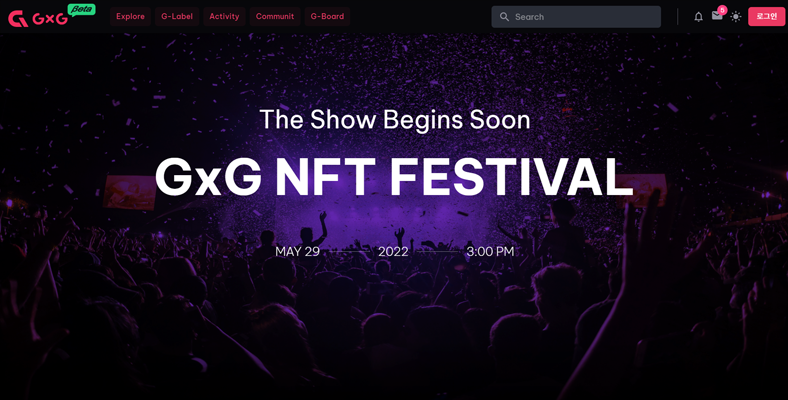 GxG
Beta
Explore
G-Label
Activity
Communit
G-Board
Search
5
로그인
The Show Begins Soon
GxG NFT FESTIVAL
MAY 29 2022 3:00 PM